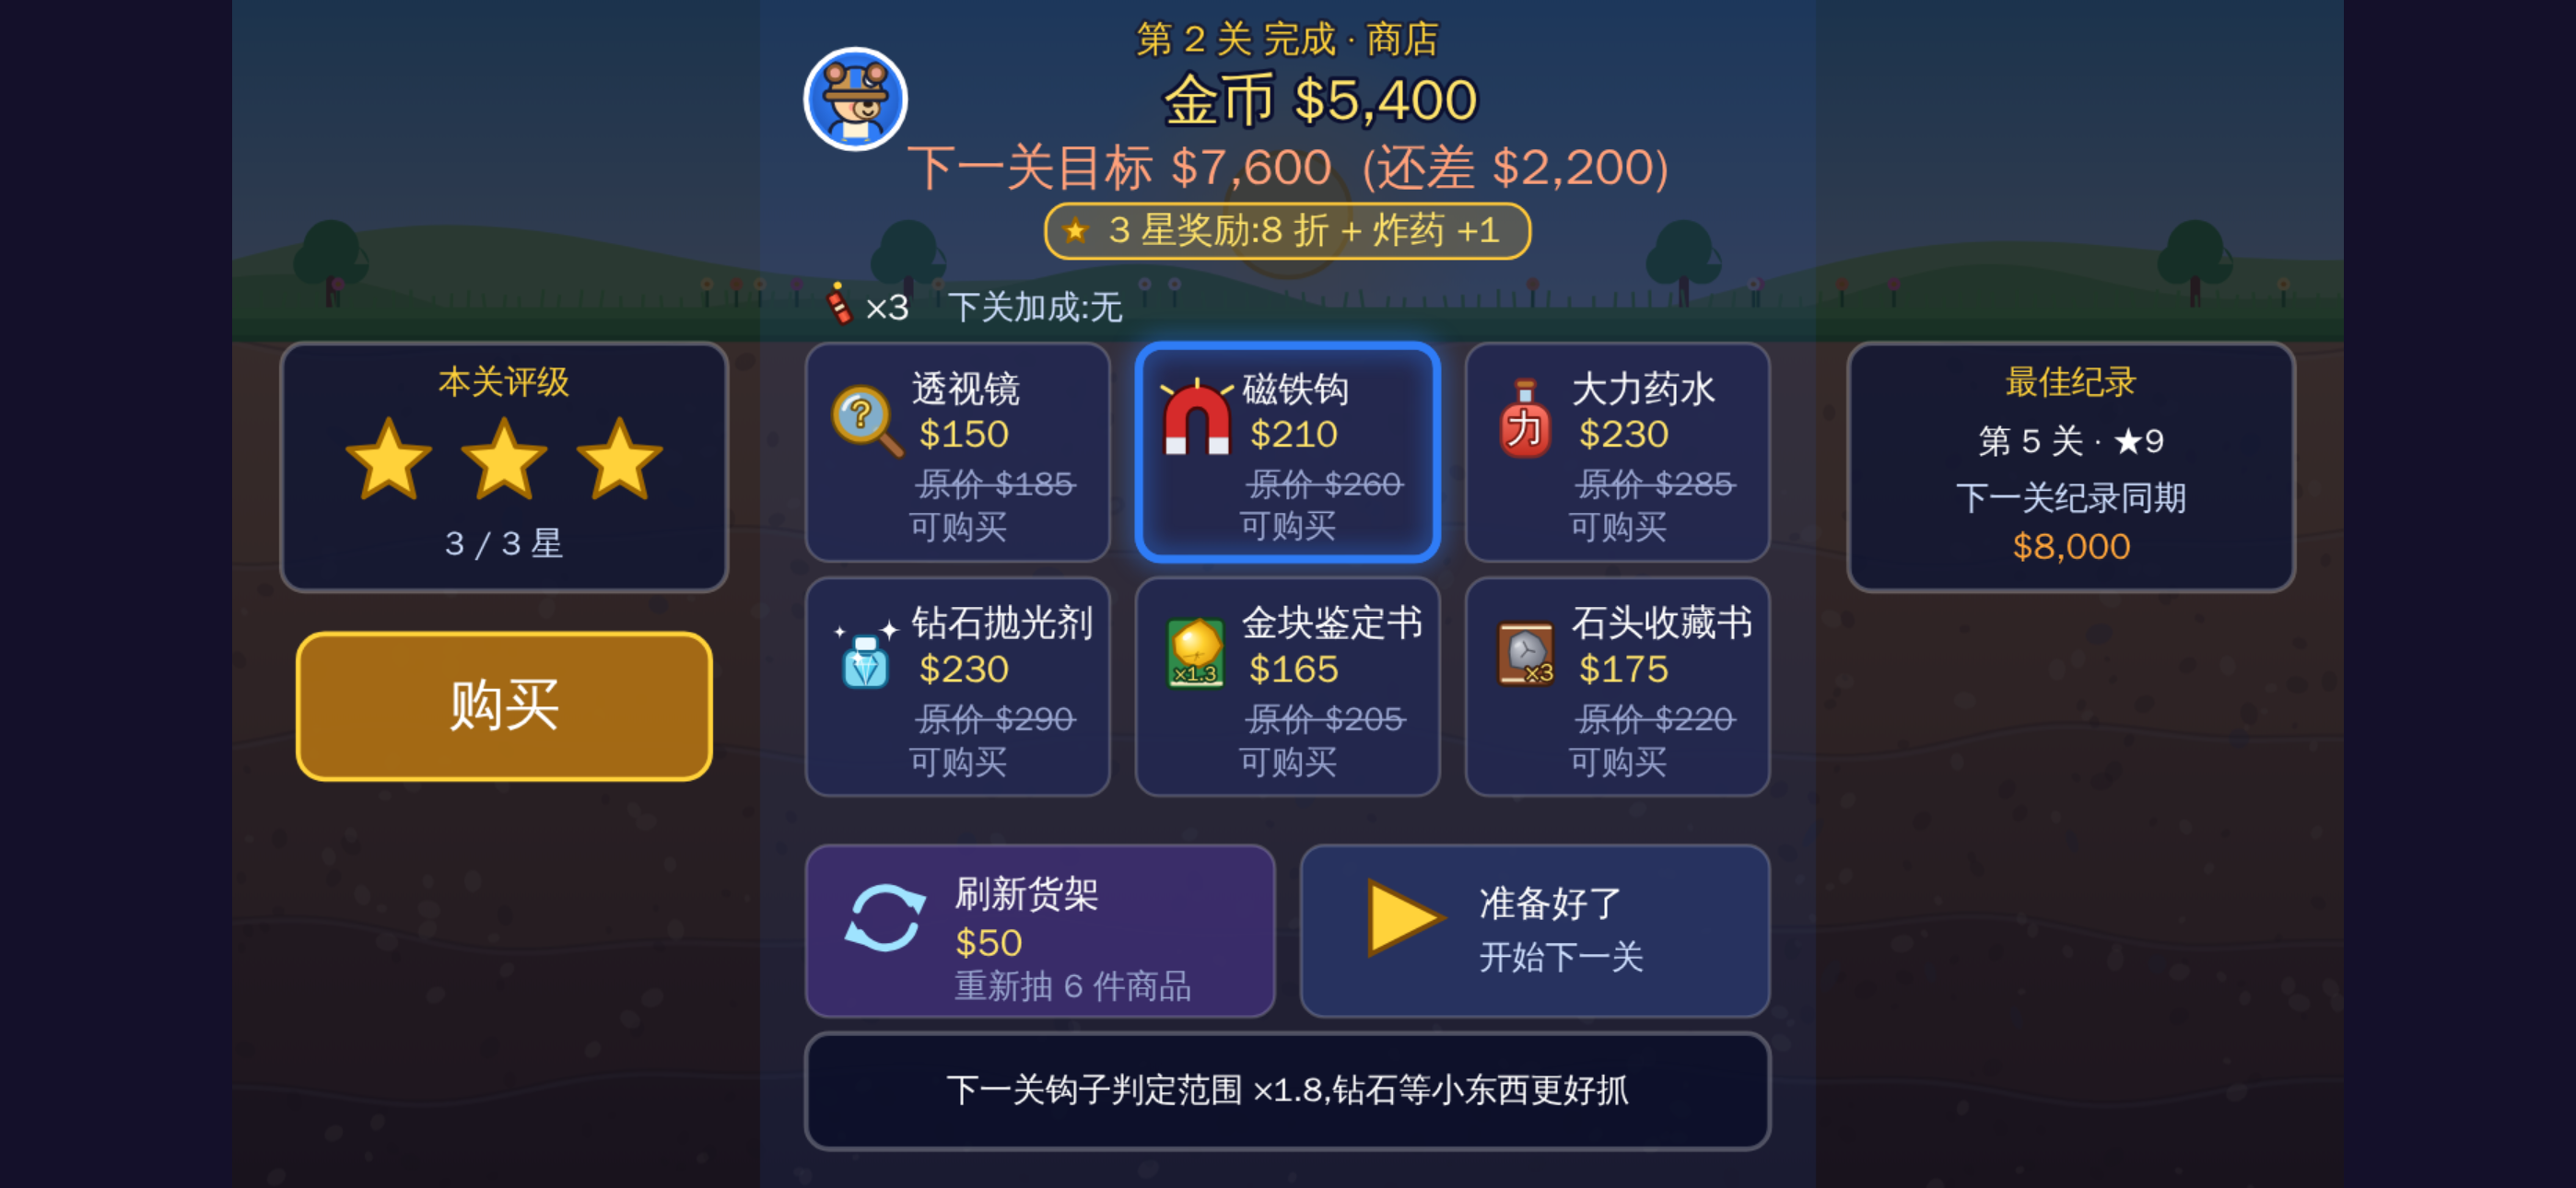 第 2 关 完成 · 商店
金币 $5,400
下一关目标 $7,600 (还差 $2,200)
3 星奖励:8 折 + 炸药 +1
×3 下关加成:无
本关评级
3 / 3 星
购买
透视镜
$150
原价 $185
可购买
磁铁钩
$210
原价 $260
可购买
大力药水
$230
原价 $285
可购买
力
钻石抛光剂
$230
原价 $290
可购买
金块鉴定书
$165
原价 $205
可购买
×1.3
石头收藏书
$175
原价 $220
可购买
×3
最佳纪录
第 5 关 · ★9
下一关纪录同期
$8,000
刷新货架
$50
重新抽 6 件商品
准备好了
开始下一关
下一关钩子判定范围 ×1.8,钻石等小东西更好抓